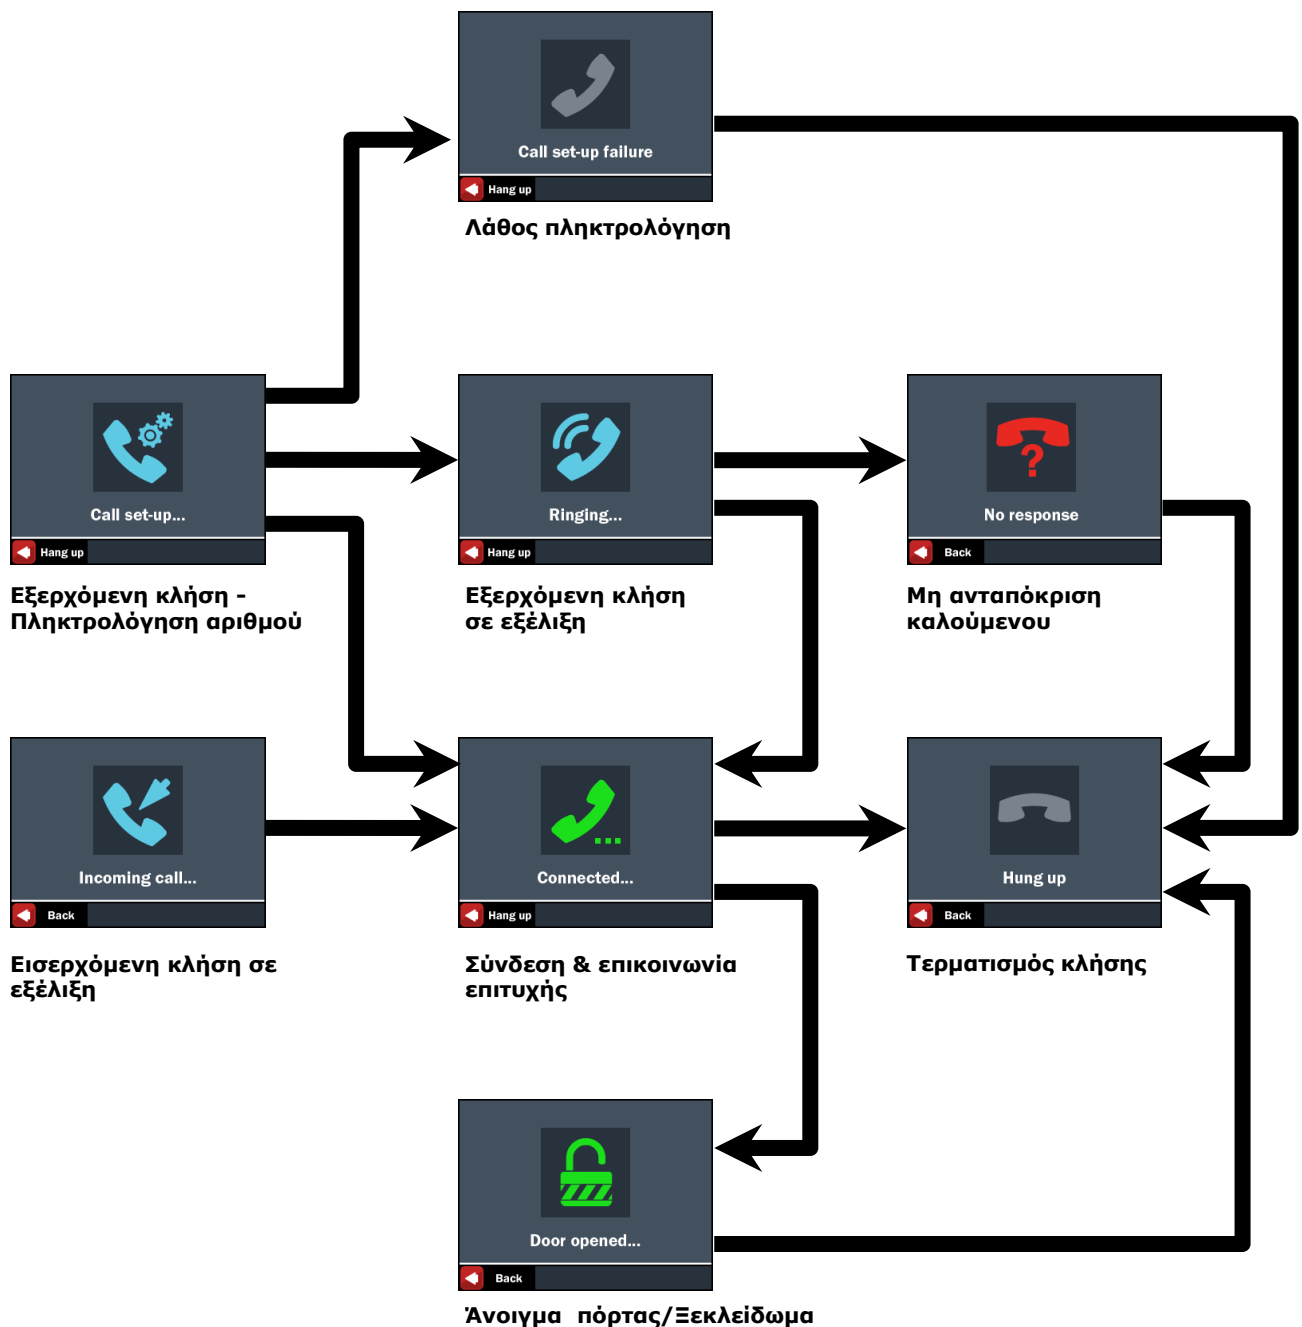 Call set-up failure
Hang up
Λάθος πληκτρολόγηση
Call set-up...
Hang up
Εξερχόμενη κλήση -
Πληκτρολόγηση αριθμού
Ringing...
Hang up
Εξερχόμενη κλήση
σε εξέλιξη
No response
Back
Μη ανταπόκριση
καλούμενου
Incoming call...
Back
Εισερχόμενη κλήση σε
εξέλιξη
Connected...
Hang up
Σύνδεση & επικοινωνία
επιτυχής
Hung up
Back
Τερματισμός κλήσης
Door opened...
Back
Άνοιγμα πόρτας/Ξεκλείδωμα